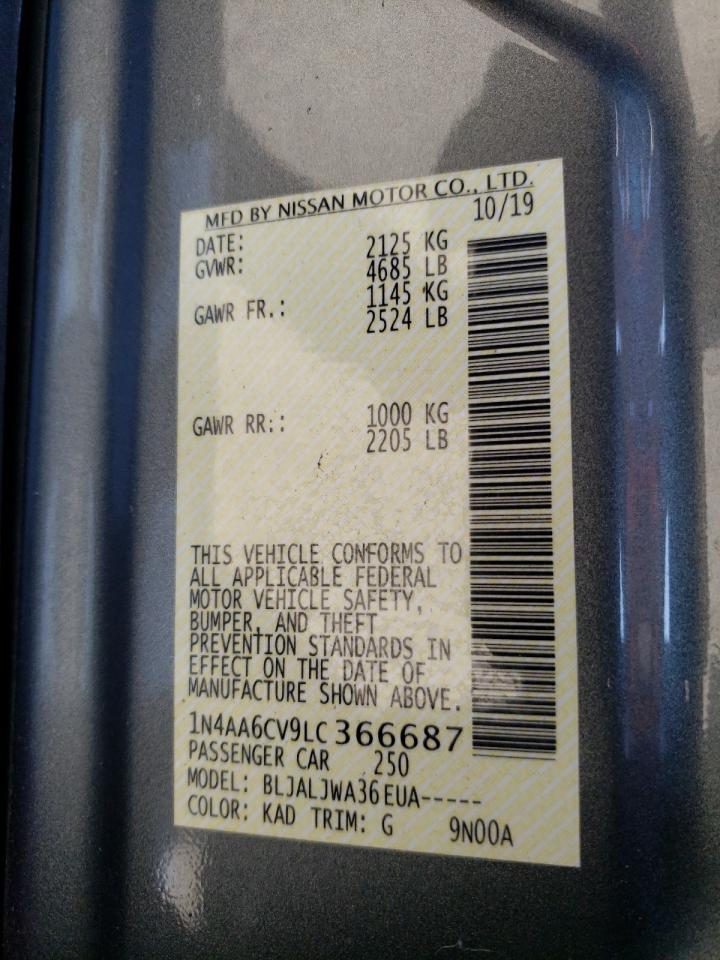 MFD BY NISSAN MOTOR CO., LTD.
DATE: 10/19
GVWR: 2125 KG
4685 LB
GAWR FR.: 1145 KG
2524 LB
GAWR RR.: 1000 KG
2205 LB
THIS VEHICLE CONFORMS TO
ALL APPLICABLE FEDERAL
MOTOR VEHICLE SAFETY,
BUMPER, AND THEFT
PREVENTION STANDARDS IN
EFFECT ON THE DATE OF
MANUFACTURE SHOWN ABOVE.
1N4AA6CV9LC366687
PASSENGER CAR 250
MODEL: BLJALJWA36EUA-----
COLOR: KAD TRIM: G 9N00A